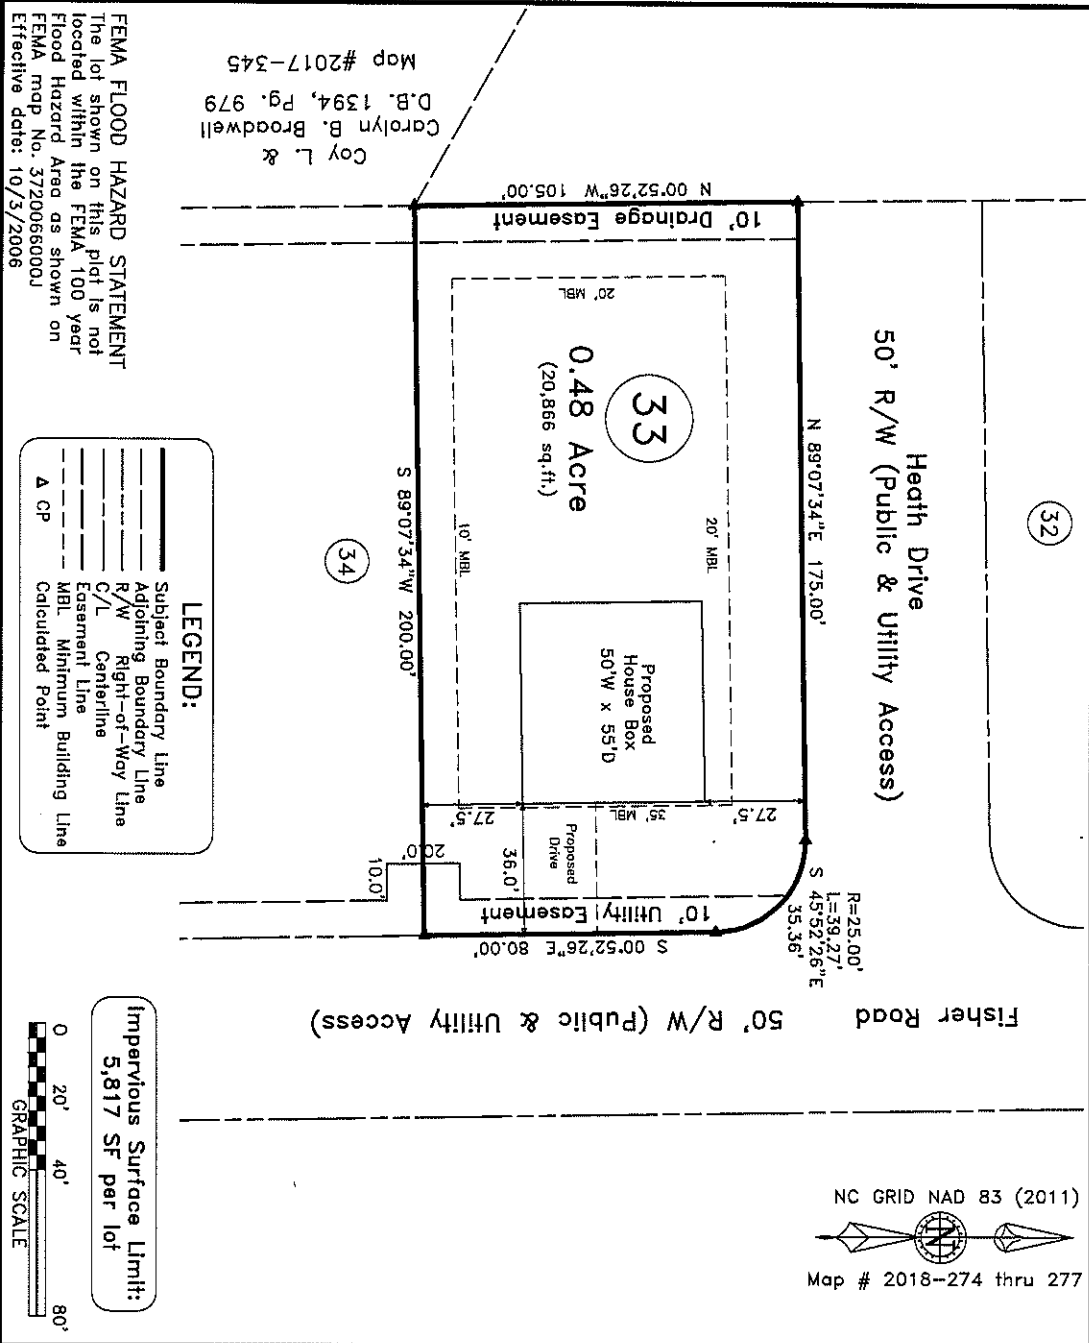 FEMA FLOOD HAZARD STATEMENT
The lot shown on this plat is not
located within the FEMA 100 year
Flood Hazard Area as shown on
FEMA map No. 3720066000J
Effective date: 10/3/2006
Coy L. &
Carolyn B. Broadwell
D.B. 1394, Pg. 979
Map #2017-345
N 00°52'26"W 105.00'
10' Drainage Easement
20' MBL
33
0.48 Acre
(20,866 sq.ft.)
N 89°07'34"E 175.00'
20' MBL
10' MBL
S 89°07'34"W 200.00'
34
32
Heath Drive
50' R/W (Public & Utility Access)
Proposed
House Box
50'W x 55'D
27.5'
35' MBL
27.5'
Proposed
Drive
36.0'
20.0'
10.0'
10' Utility Easement
S 00°52'26"E 80.00'
R=25.00'
L=39.27'
S 45°52'26"E
35.36'
Fisher Road 50' R/W (Public & Utility Access)
LEGEND:
Subject Boundary Line
Adjoining Boundary Line
R/W Right-of-Way Line
C/L Centerline
Easement Line
MBL Minimum Building Line
Δ CP Calculated Point
Impervious Surface Limit:
5,817 SF per lot
0 20' 40' 80'
GRAPHIC SCALE
NC GRID NAD 83 (2011)
N
Map # 2018-274 thru 277